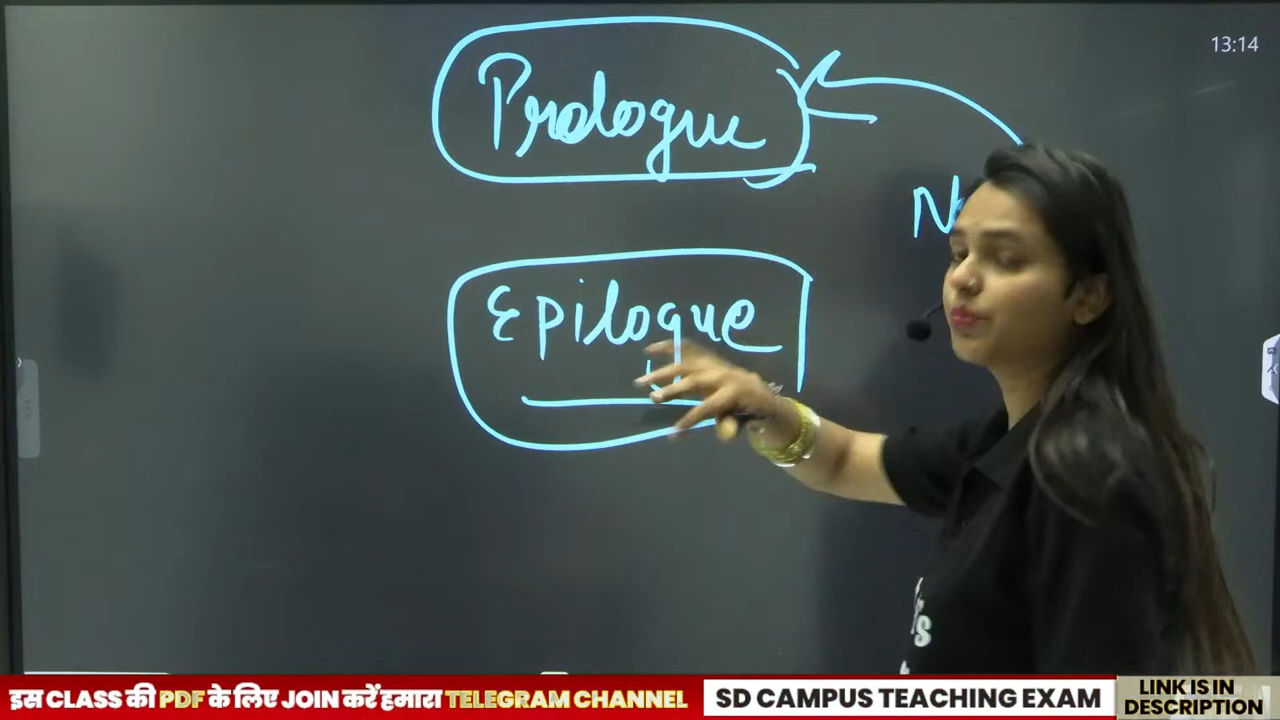 13:14
Prologue
Epilogue
इस CLASS की PDF के लिए JOIN करें हमारा TELEGRAM CHANNEL
SD CAMPUS TEACHING EXAM
LINK IS IN
DESCRIPTION